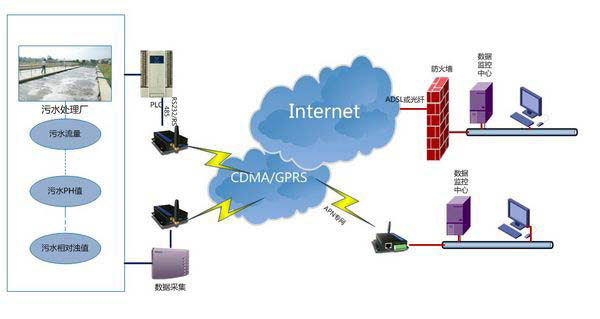 污水处理厂
污水流量
污水PH值
污水相对浊值
PLC
RS232/RS
485
数据采集
Internet
CDMA/GPRS
APN专网
ADSL或光纤
防火墙
数据
监控
中心
数据
监控
中心